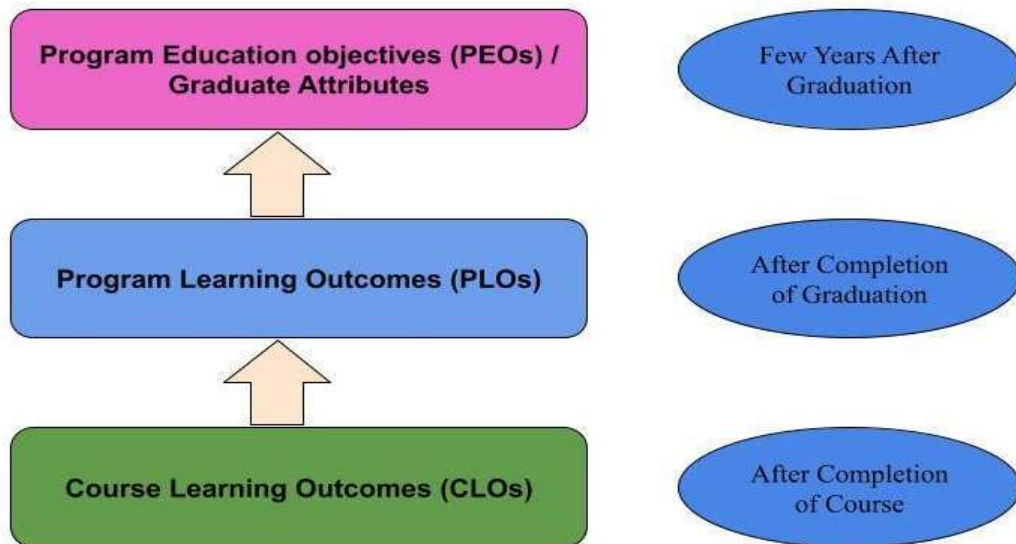 Program Education objectives (PEOs) /
Graduate Attributes
Few Years After
Graduation
Program Learning Outcomes (PLOs)
After Completion
of Graduation
Course Learning Outcomes (CLOs)
After Completion
of Course